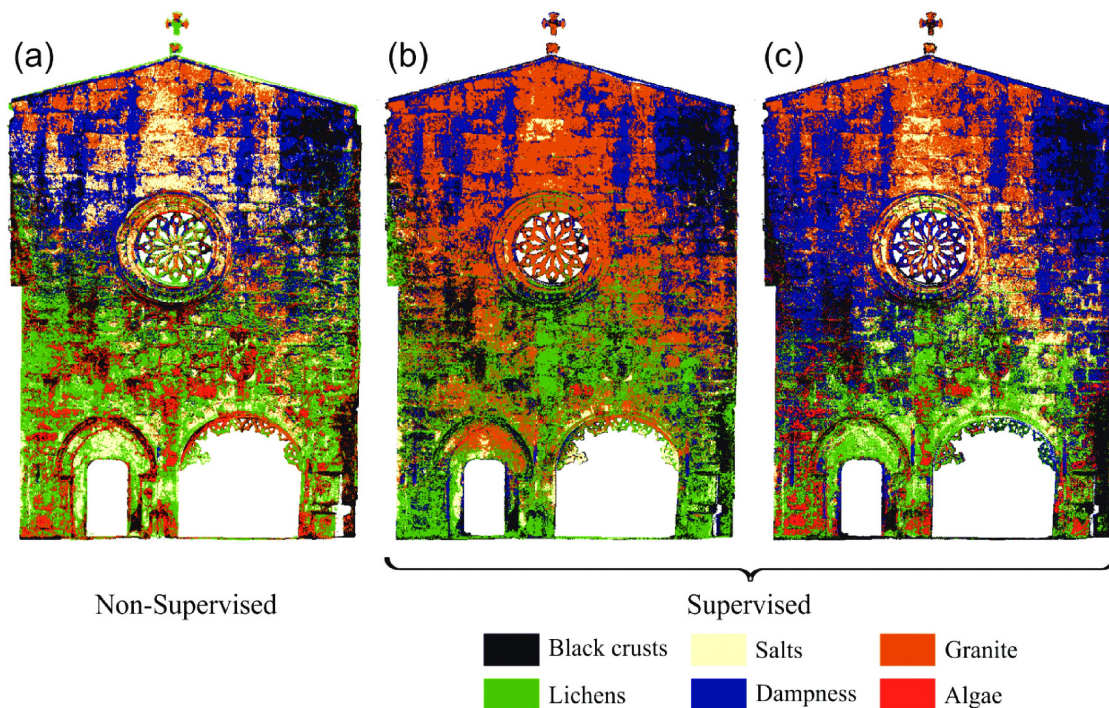 (a) (b) (c)
Non-Supervised Supervised
Black crusts Salts Granite
Lichens Dampness Algae